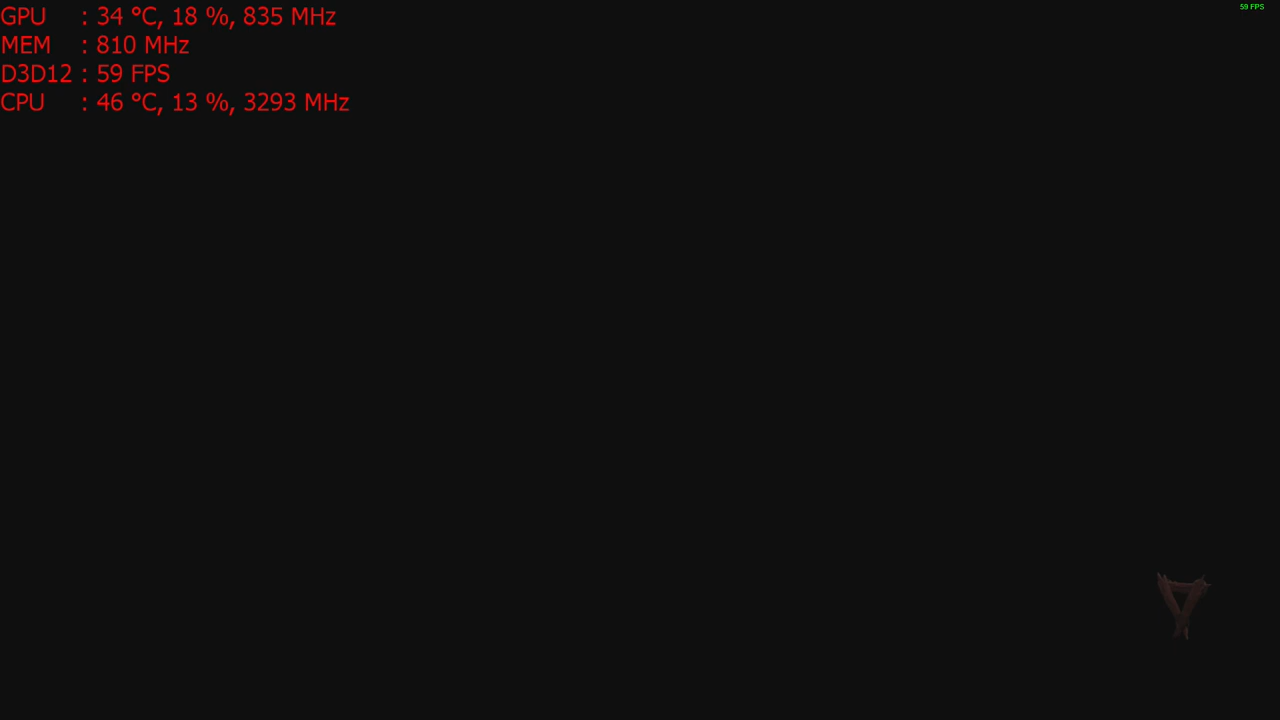 GPU : 34 °C, 18 %, 835 MHz
MEM : 810 MHz
D3D12 : 59 FPS
CPU : 46 °C, 13 %, 3293 MHz
59 FPS